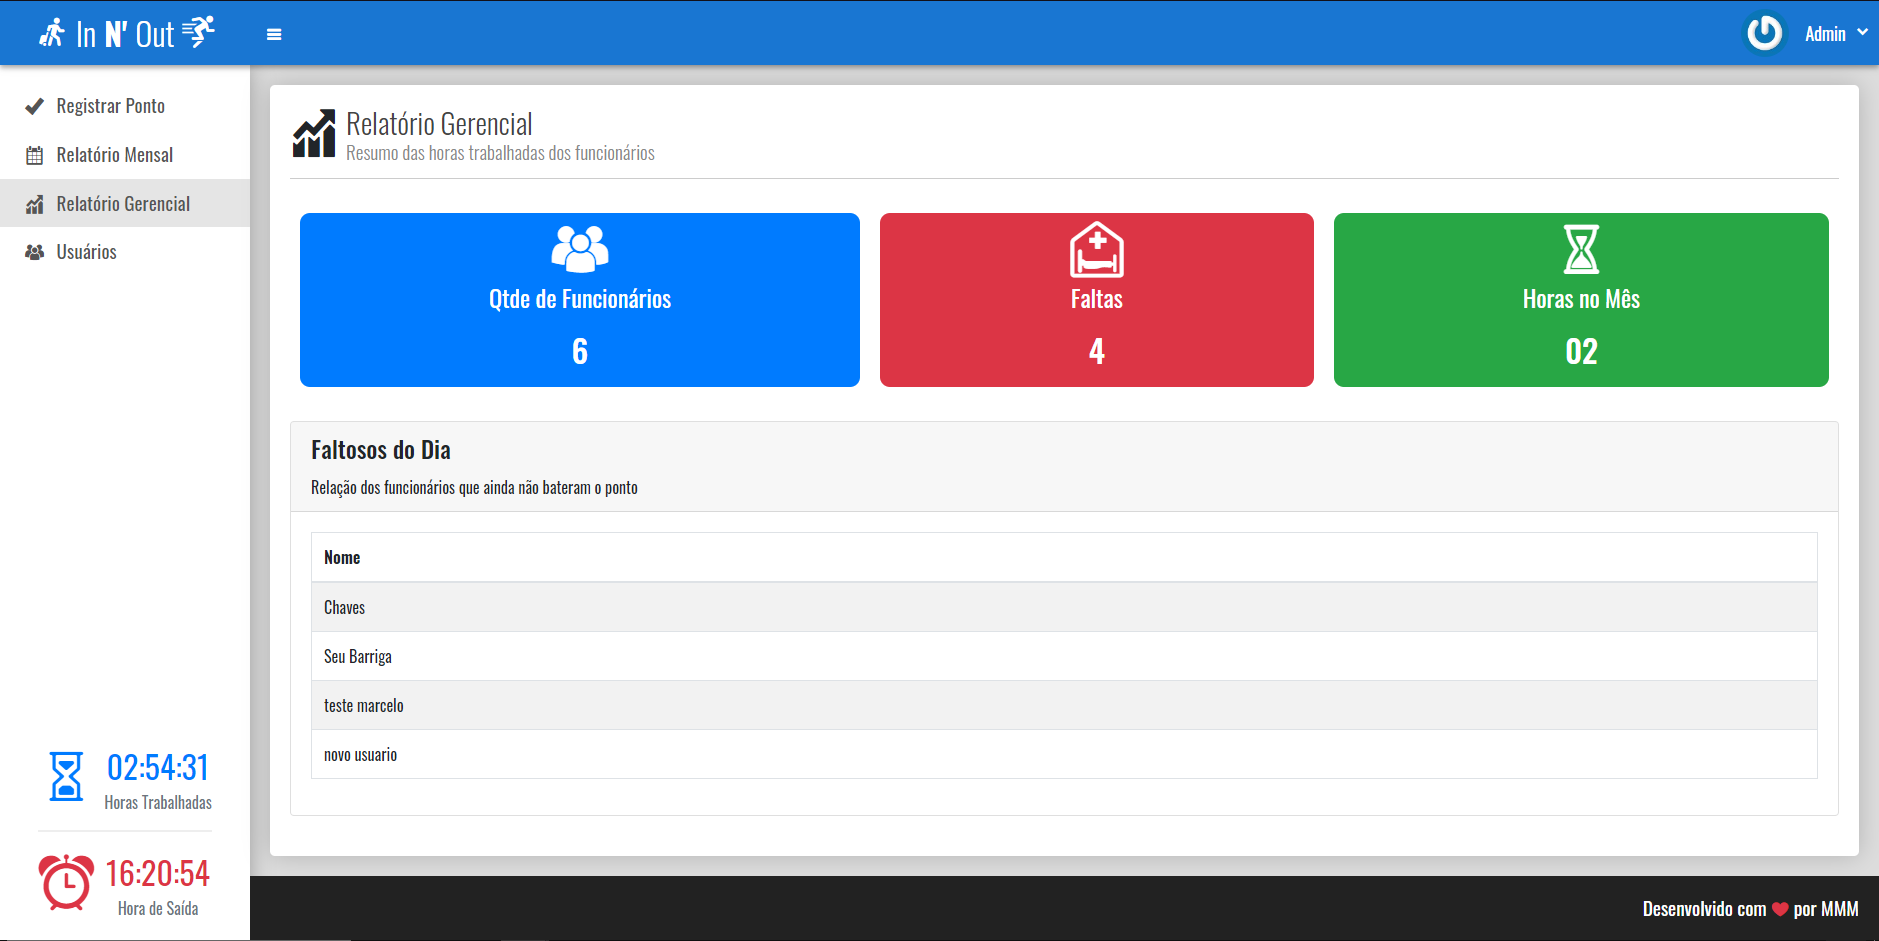 In N' Out
Admin
Registrar Ponto
Relatório Mensal
Relatório Gerencial
Usuários
02:54:31
Horas Trabalhadas
16:20:54
Hora de Saída
Relatório Gerencial
Resumo das horas trabalhadas dos funcionários
Qtde de Funcionários
6
Faltas
4
Horas no Mês
02
Faltosos do Dia
Relação dos funcionários que ainda não bateram o ponto
Nome
Chaves
Seu Barriga
teste marcelo
novo usuario
Desenvolvido com por MMM